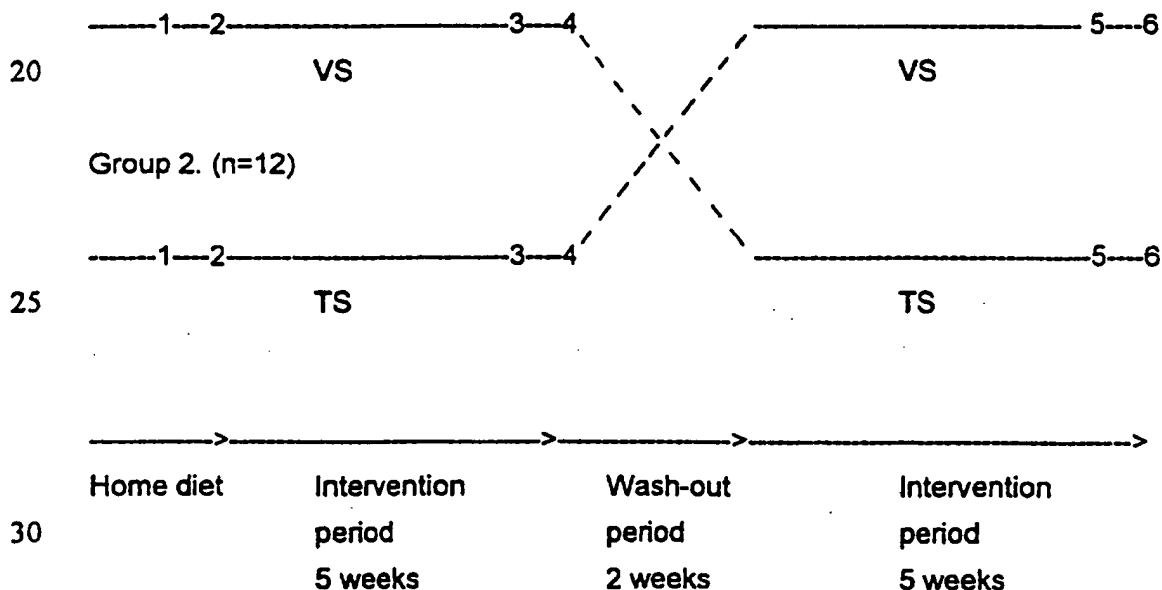 ------1---2----------------3---4 ---------------- 5----6
20 VS VS
Group 2. (n=12)
------1---2----------------3---4 ----------------5----6
25 TS TS
------>----------------->---------->------------------>
Home diet Intervention Wash-out Intervention
30 period period period
5 weeks 2 weeks 5 weeks